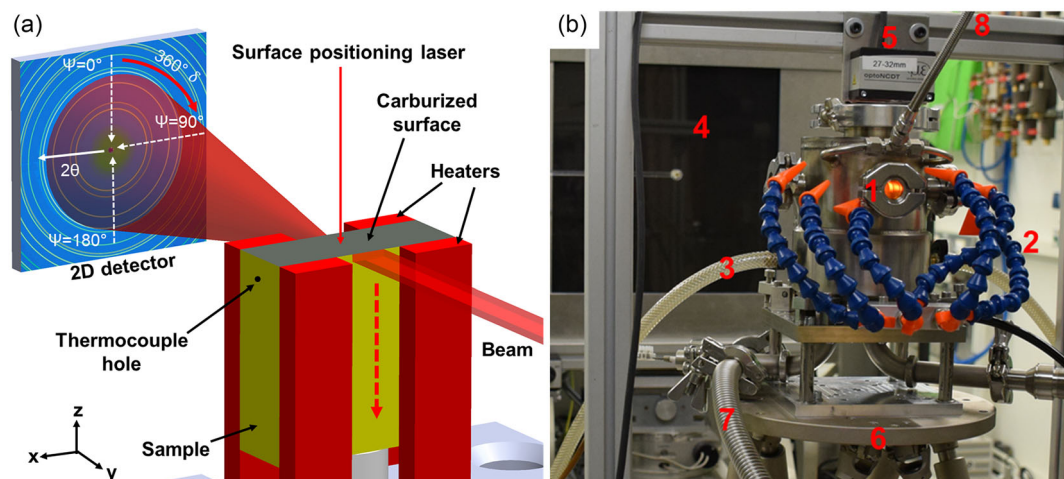 (a)
Surface positioning laser
Carburized
surface
Heaters
Ψ=0°
360° δ
Ψ=90°
2θ
Ψ=180°
2D detector
Thermocouple
hole
Beam
Sample
z
x
y
(b)
5
8
27-32mm
optoNCDT
4
1
2
3
7
6